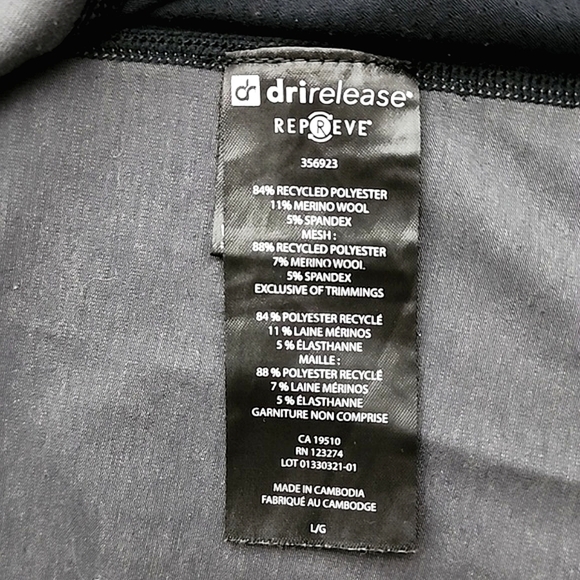 dr drirelease®
REPREVE®
356923
84% RECYCLED POLYESTER
11% MERINO WOOL
5% SPANDEX
MESH :
88% RECYCLED POLYESTER
7% MERINO WOOL
5% SPANDEX
EXCLUSIVE OF TRIMMINGS
84 % POLYESTER RECYCLÉ
11 % LAINE MÉRINOS
5 % ÉLASTHANNE
MAILLE :
88 % POLYESTER RECYCLÉ
7 % LAINE MÉRINOS
5 % ÉLASTHANNE
GARNITURE NON COMPRISE
CA 19510
RN 123274
LOT 01330321-01
MADE IN CAMBODIA
FABRIQUÉ AU CAMBODGE
L/G